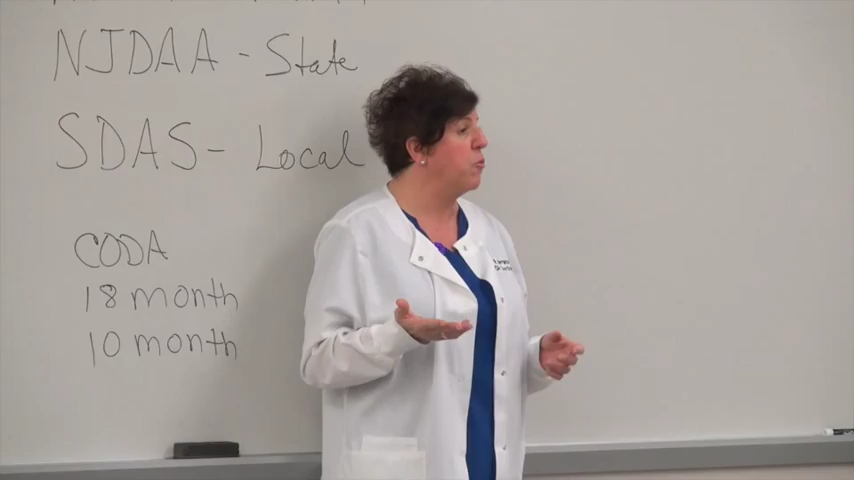 NJDAA - State
SDAS - Local
CODA
18 month
10 month